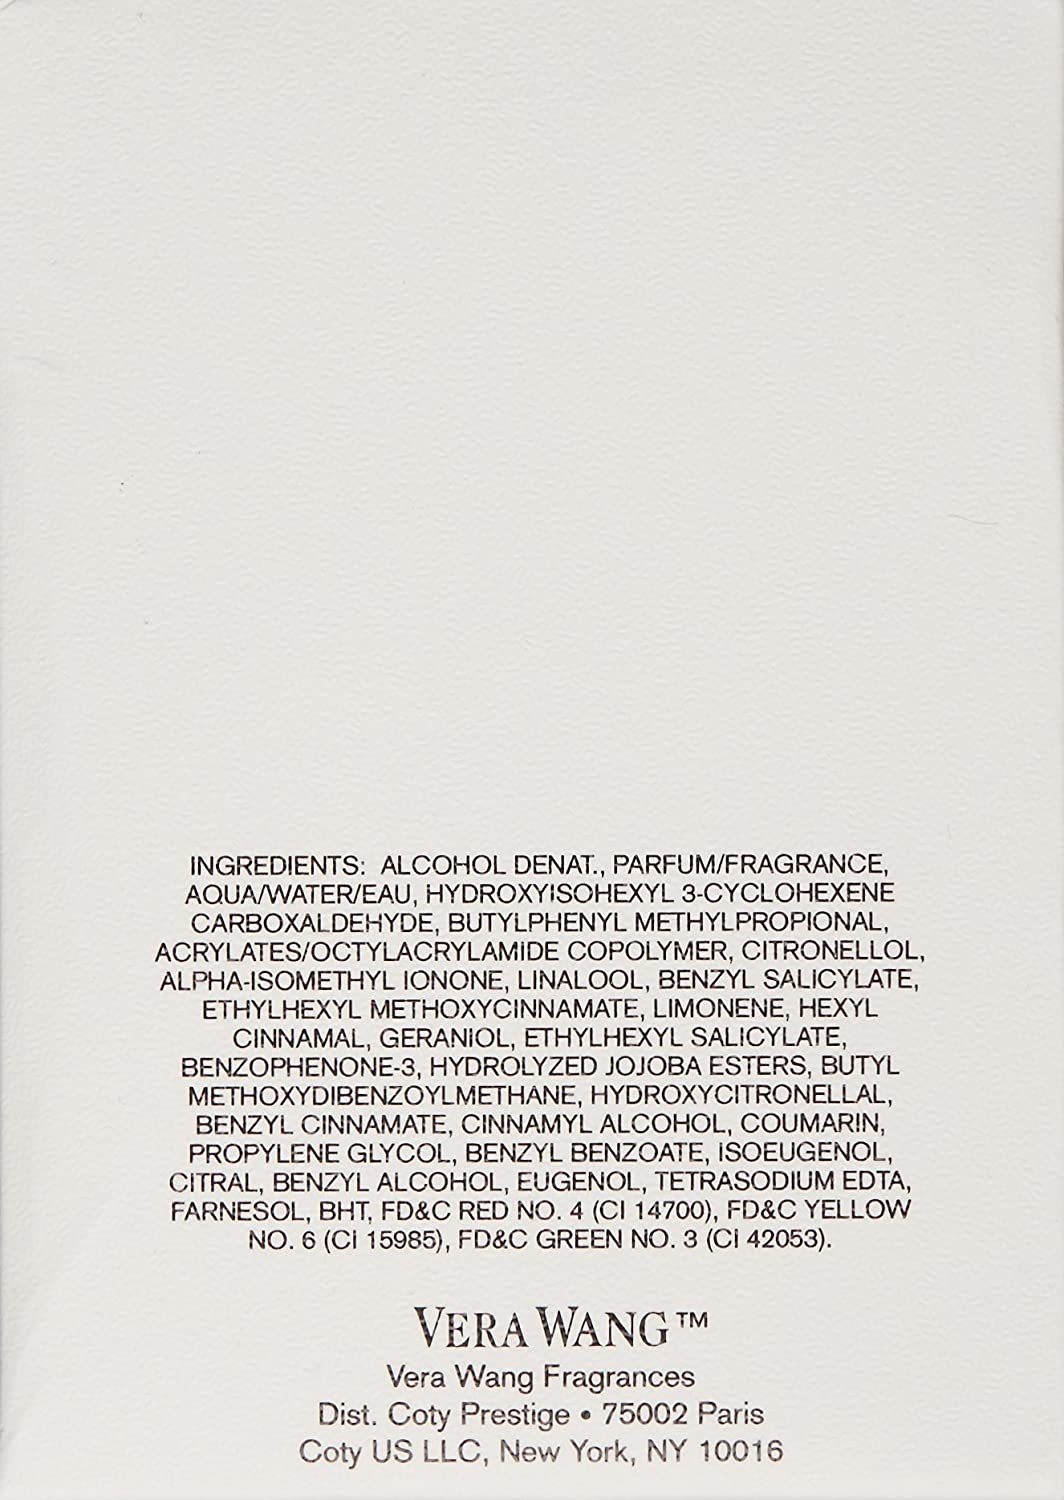 INGREDIENTS: ALCOHOL DENAT., PARFUM/FRAGRANCE,
AQUA/WATER/EAU, HYDROXYISOHEXYL 3-CYCLOHEXENE
CARBOXALDEHYDE, BUTYLPHENYL METHYLPROPIONAL,
ACRYLATES/OCTYLACRYLAMIDE COPOLYMER, CITRONELLOL,
ALPHA-ISOMETHYL IONONE, LINALOOL, BENZYL SALICYLATE,
ETHYLHEXYL METHOXYCINNAMATE, LIMONENE, HEXYL
CINNAMAL, GERANIOL, ETHYLHEXYL SALICYLATE,
BENZOPHENONE-3, HYDROLYZED JOJOBA ESTERS, BUTYL
METHOXYDIBENZOYLMETHANE, HYDROXYCITRONELLAL,
BENZYL CINNAMATE, CINNAMYL ALCOHOL, COUMARIN,
PROPYLENE GLYCOL, BENZYL BENZOATE, ISOEUGENOL,
CITRAL, BENZYL ALCOHOL, EUGENOL, TETRASODIUM EDTA,
FARNESOL, BHT, FD&C RED NO. 4 (CI 14700), FD&C YELLOW
NO. 6 (CI 15985), FD&C GREEN NO. 3 (CI 42053).
VERA WANG™
Vera Wang Fragrances
Dist. Coty Prestige • 75002 Paris
Coty US LLC, New York, NY 10016